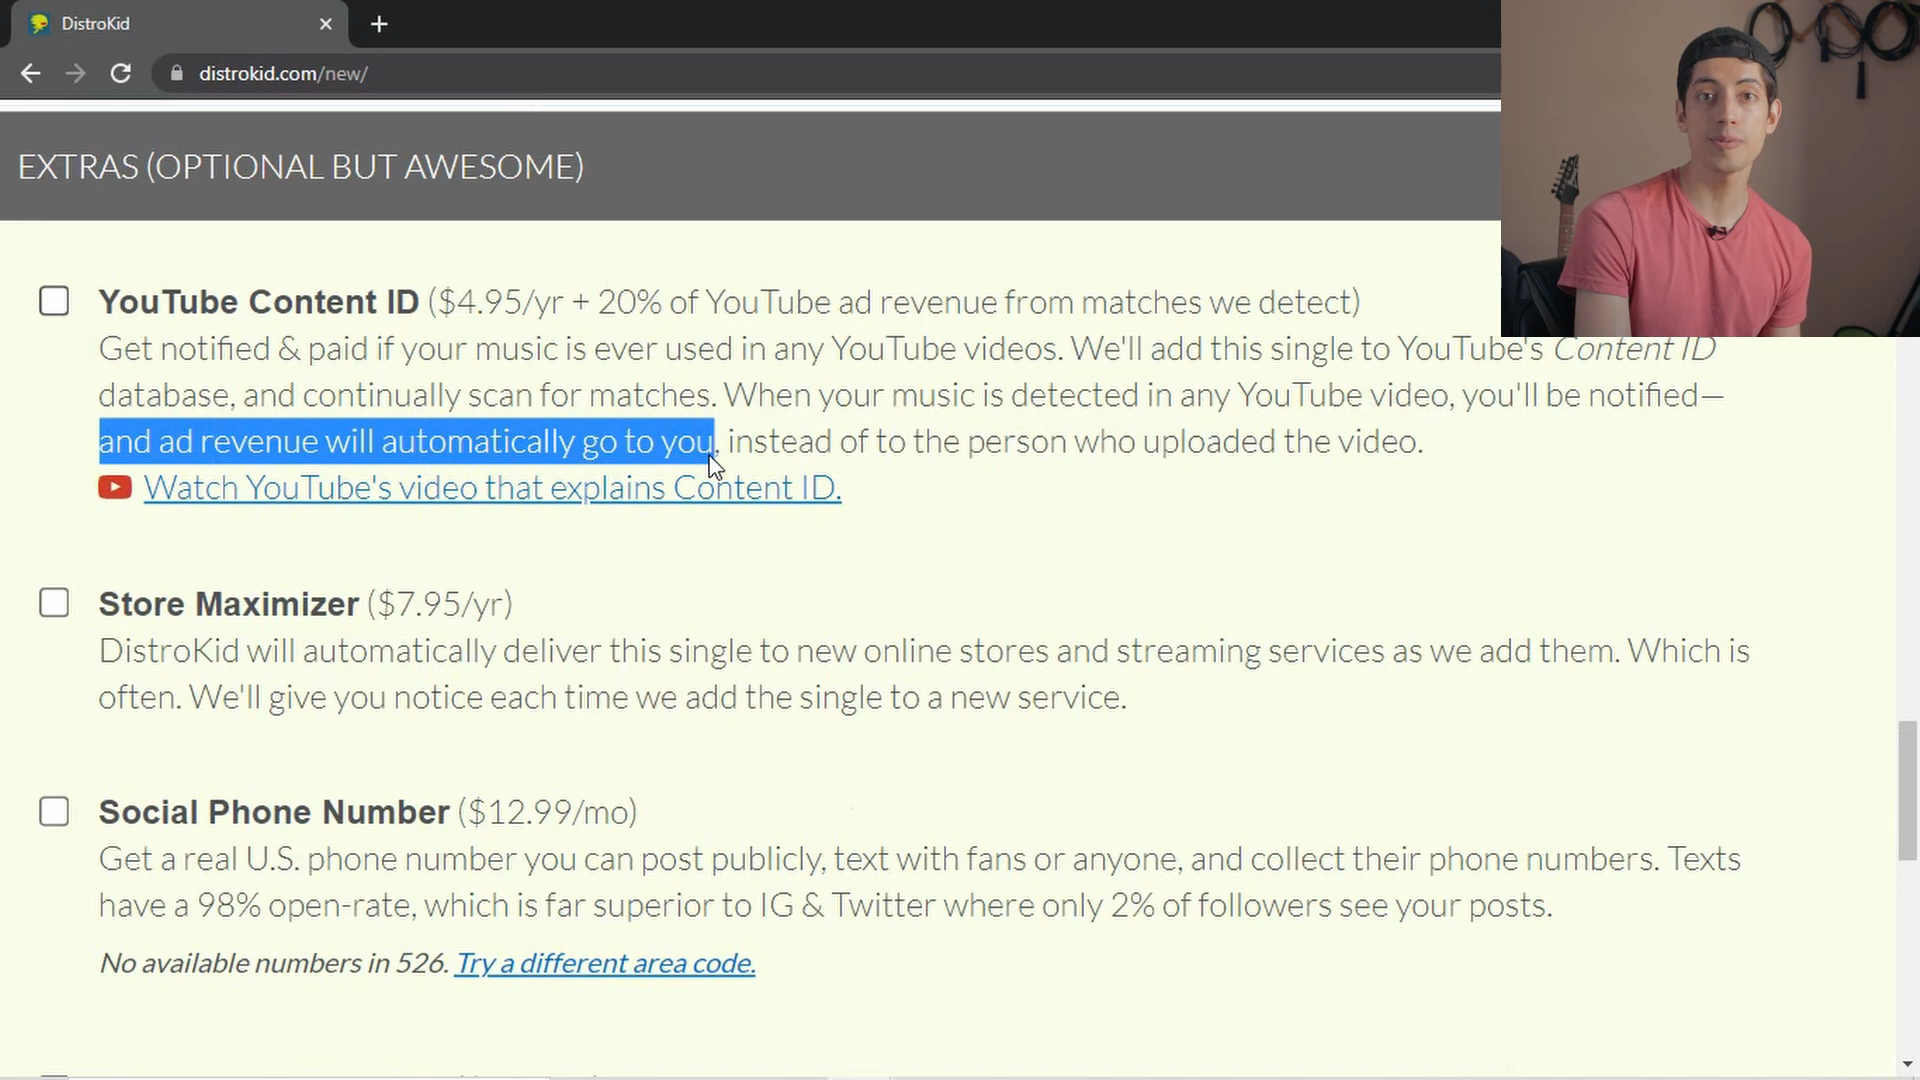 DistroKid
distrokid.com/new/
EXTRAS (OPTIONAL BUT AWESOME)
YouTube Content ID ($4.95/yr + 20% of YouTube ad revenue from matches we detect)
Get notified & paid if your music is ever used in any YouTube videos. We'll add this single to YouTube's Content ID
database, and continually scan for matches. When your music is detected in any YouTube video, you'll be notified—
and ad revenue will automatically go to you, instead of to the person who uploaded the video.
Watch YouTube's video that explains Content ID.
Store Maximizer ($7.95/yr)
DistroKid will automatically deliver this single to new online stores and streaming services as we add them. Which is
often. We'll give you notice each time we add the single to a new service.
Social Phone Number ($12.99/mo)
Get a real U.S. phone number you can post publicly, text with fans or anyone, and collect their phone numbers. Texts
have a 98% open-rate, which is far superior to IG & Twitter where only 2% of followers see your posts.
No available numbers in 526. Try a different area code.